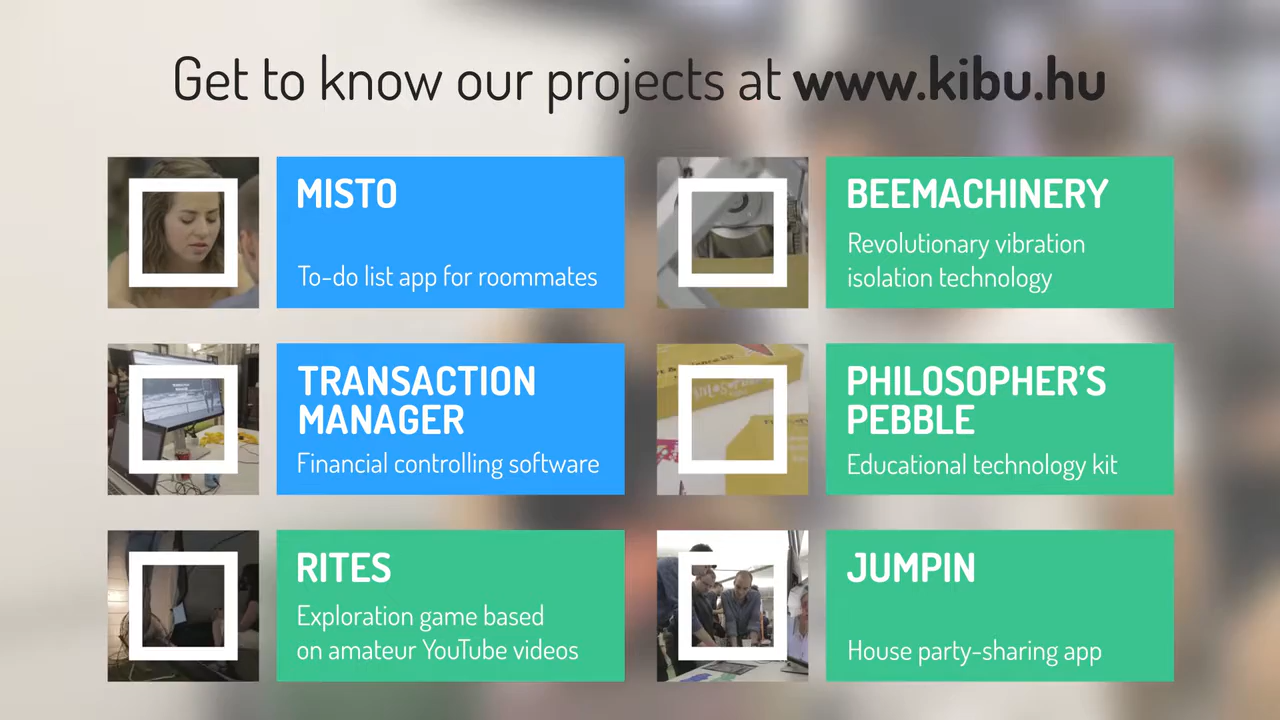 Get to know our projects at www.kibu.hu
MISTO
To-do list app for roommates
BEEMACHINERY
Revolutionary vibration
isolation technology
TRANSACTION
MANAGER
Financial controlling software
PHILOSOPHER'S
PEBBLE
Educational technology kit
RITES
Exploration game based
on amateur YouTube videos
JUMPIN
House party-sharing app